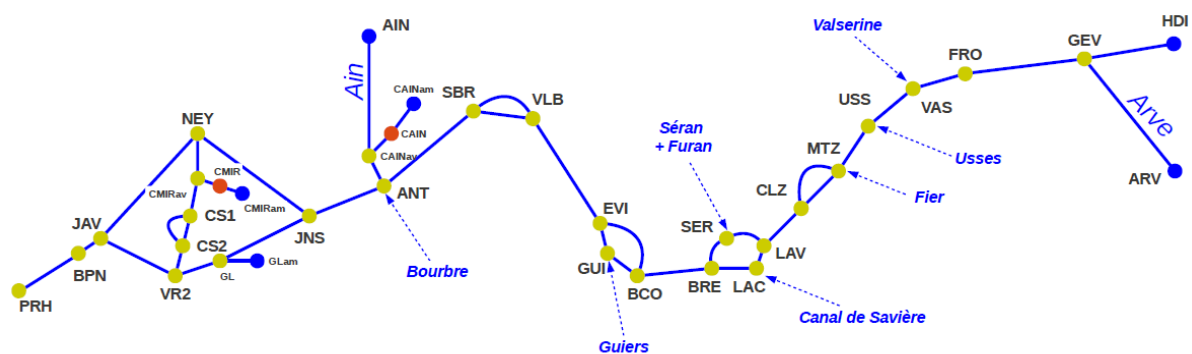 HDI
AIN
Valserine
GEV
FRO
Ain
CAINam
SBR
VLB
USS
VAS
Arve
NEY
CAIN
Séran
+ Furan
MTZ
Usses
CAINav
CMIR
CMIRav
CMIRam
ANT
CLZ
Fier
ARV
CS1
EVI
SER
JAV
CS2
JNS
LAV
BPN
GL
GLam
Bourbre
GUI
PRH
VR2
BCO
BRE
LAC
Canal de Savière
Guiers